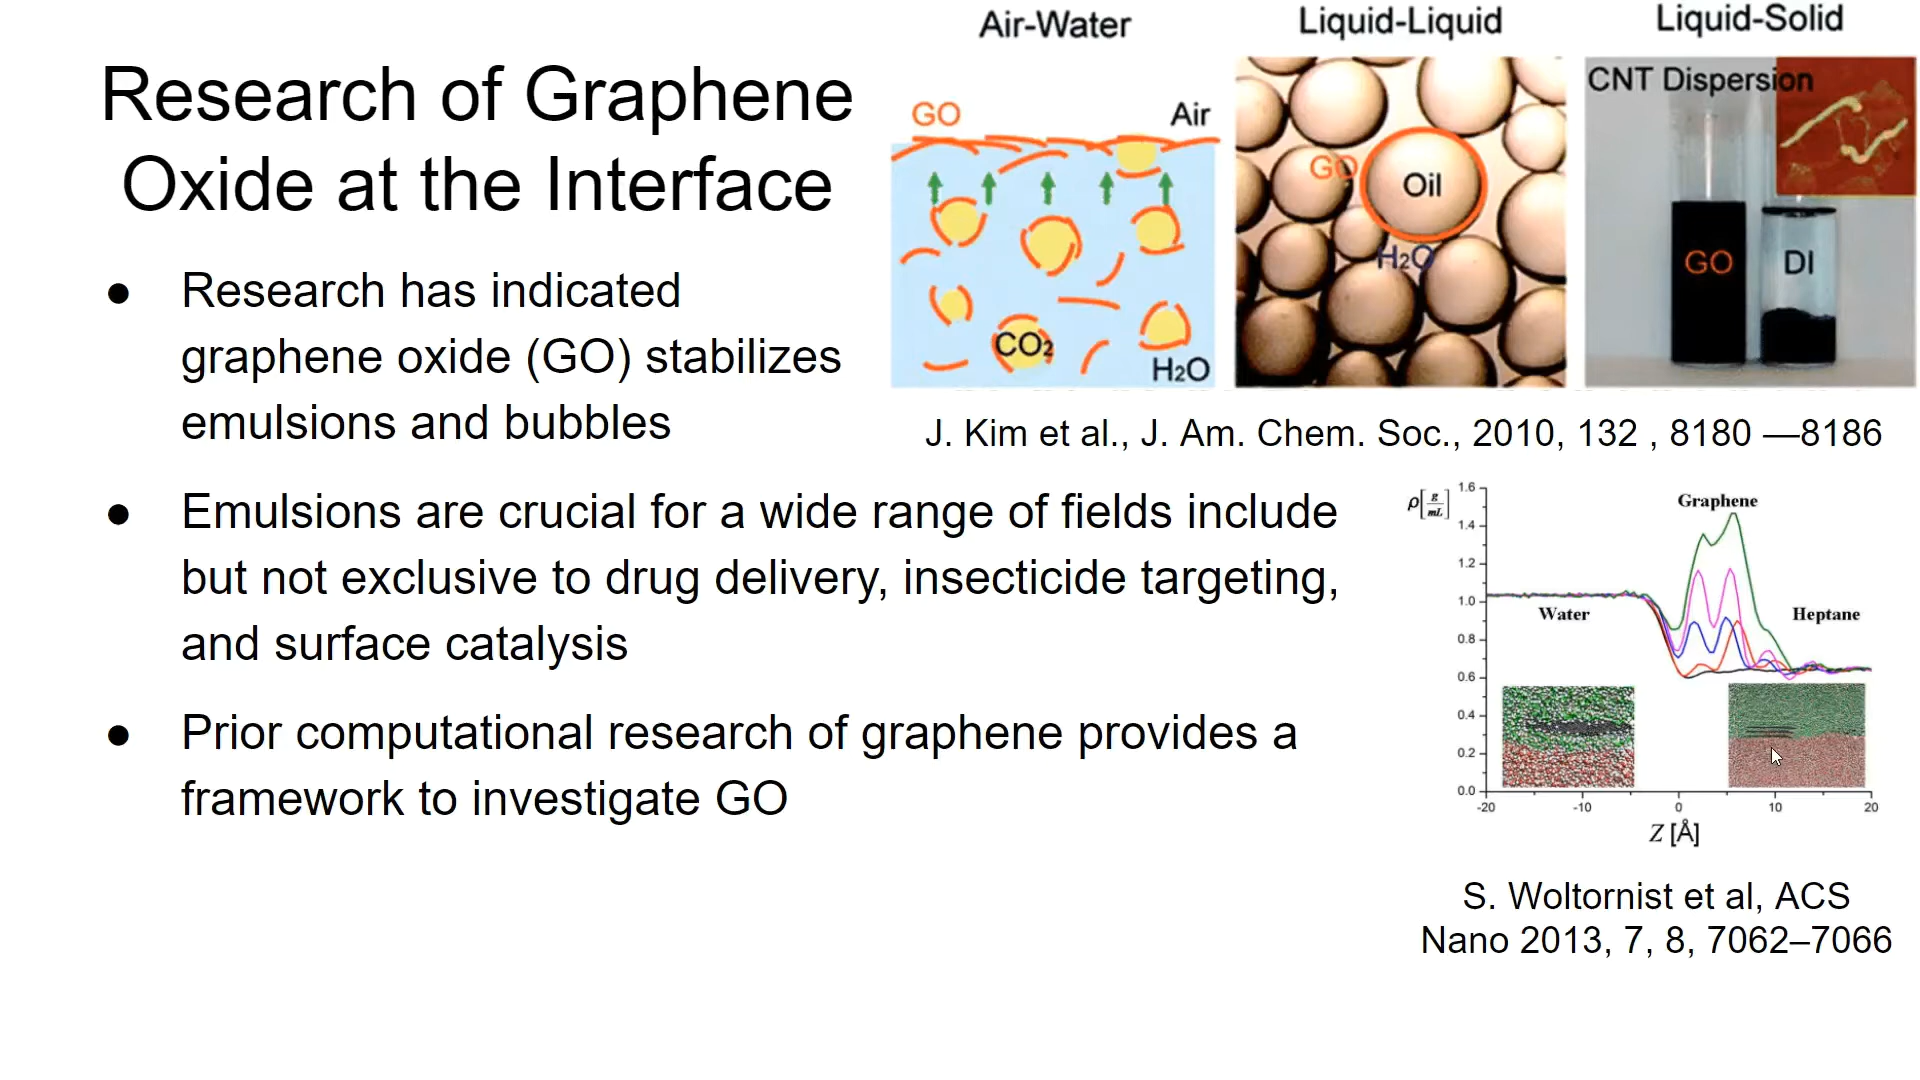 Research of Graphene
Oxide at the Interface
● Research has indicated
graphene oxide (GO) stabilizes
emulsions and bubbles
● Emulsions are crucial for a wide range of fields include
but not exclusive to drug delivery, insecticide targeting,
and surface catalysis
● Prior computational research of graphene provides a
framework to investigate GO
Air-Water
GO
Air
CO₂
H₂O
Liquid-Liquid
GO
Oil
H₂O
Liquid-Solid
CNT Dispersion
GO
DI
J. Kim et al., J. Am. Chem. Soc., 2010, 132 , 8180 —8186
ρ[g/mL]
1.6
1.4
1.2
1.0
0.8
0.6
0.4
0.2
0.0
Graphene
Water
Heptane
-20 -10 0 10 20
Z [Å]
S. Woltornist et al, ACS
Nano 2013, 7, 8, 7062–7066